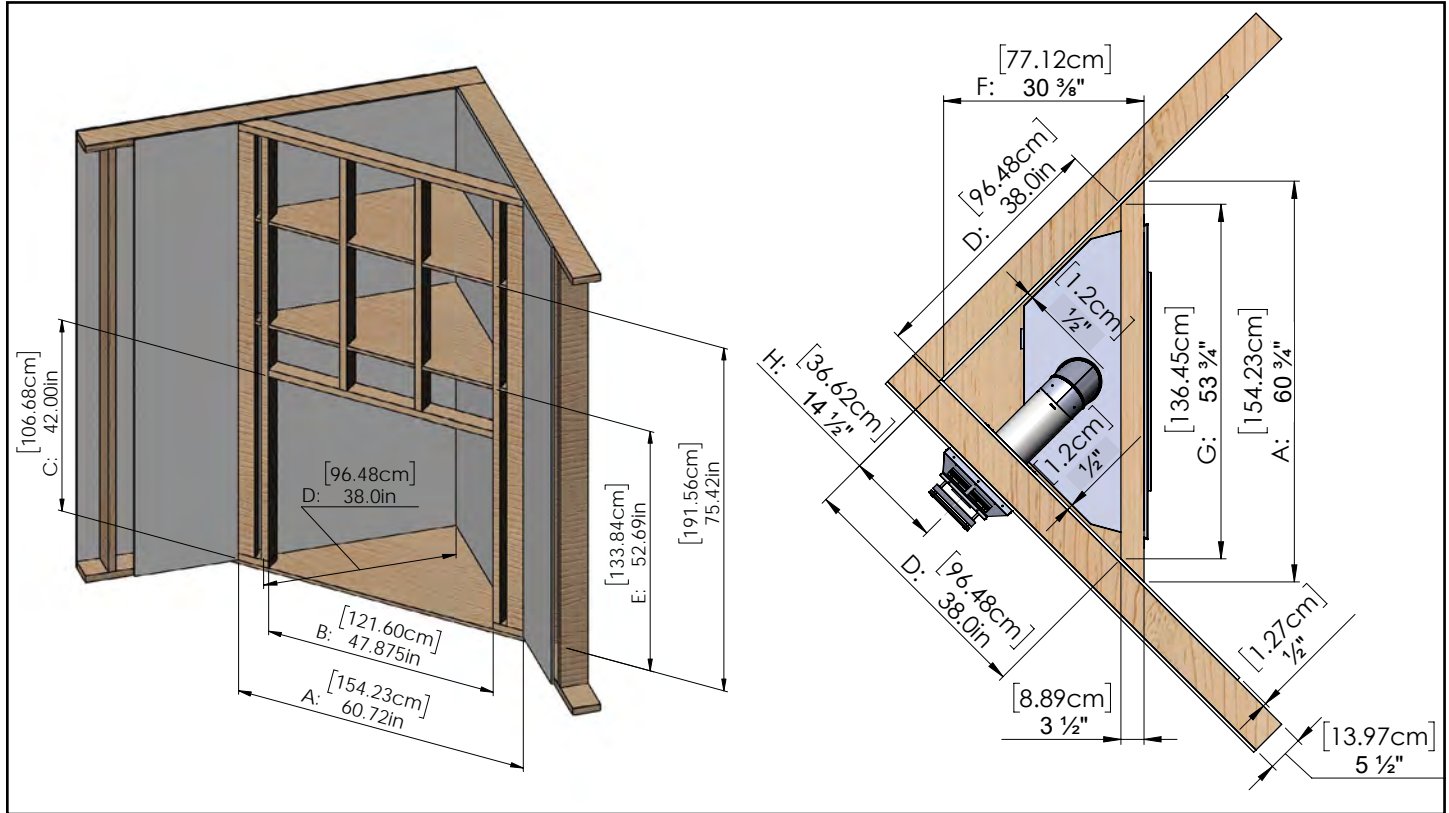 [106.68cm]
C: 42.00in
[96.48cm]
D: 38.0in
[121.60cm]
B: 47.875in
[154.23cm]
A: 60.72in
[133.84cm]
E: 52.69in
[191.56cm]
75.42in
[77.12cm]
F: 30 ⅜"
[96.48cm]
D: 38.0in
[1.2cm]
½"
H: [36.62cm]
14 ½"
[1.2cm]
½"
[136.45cm]
G: 53 ¾"
[154.23cm]
A: 60 ¾"
[96.48cm]
D: 38.0in
[8.89cm]
3 ½"
[1.27cm]
½"
[13.97cm]
5 ½"